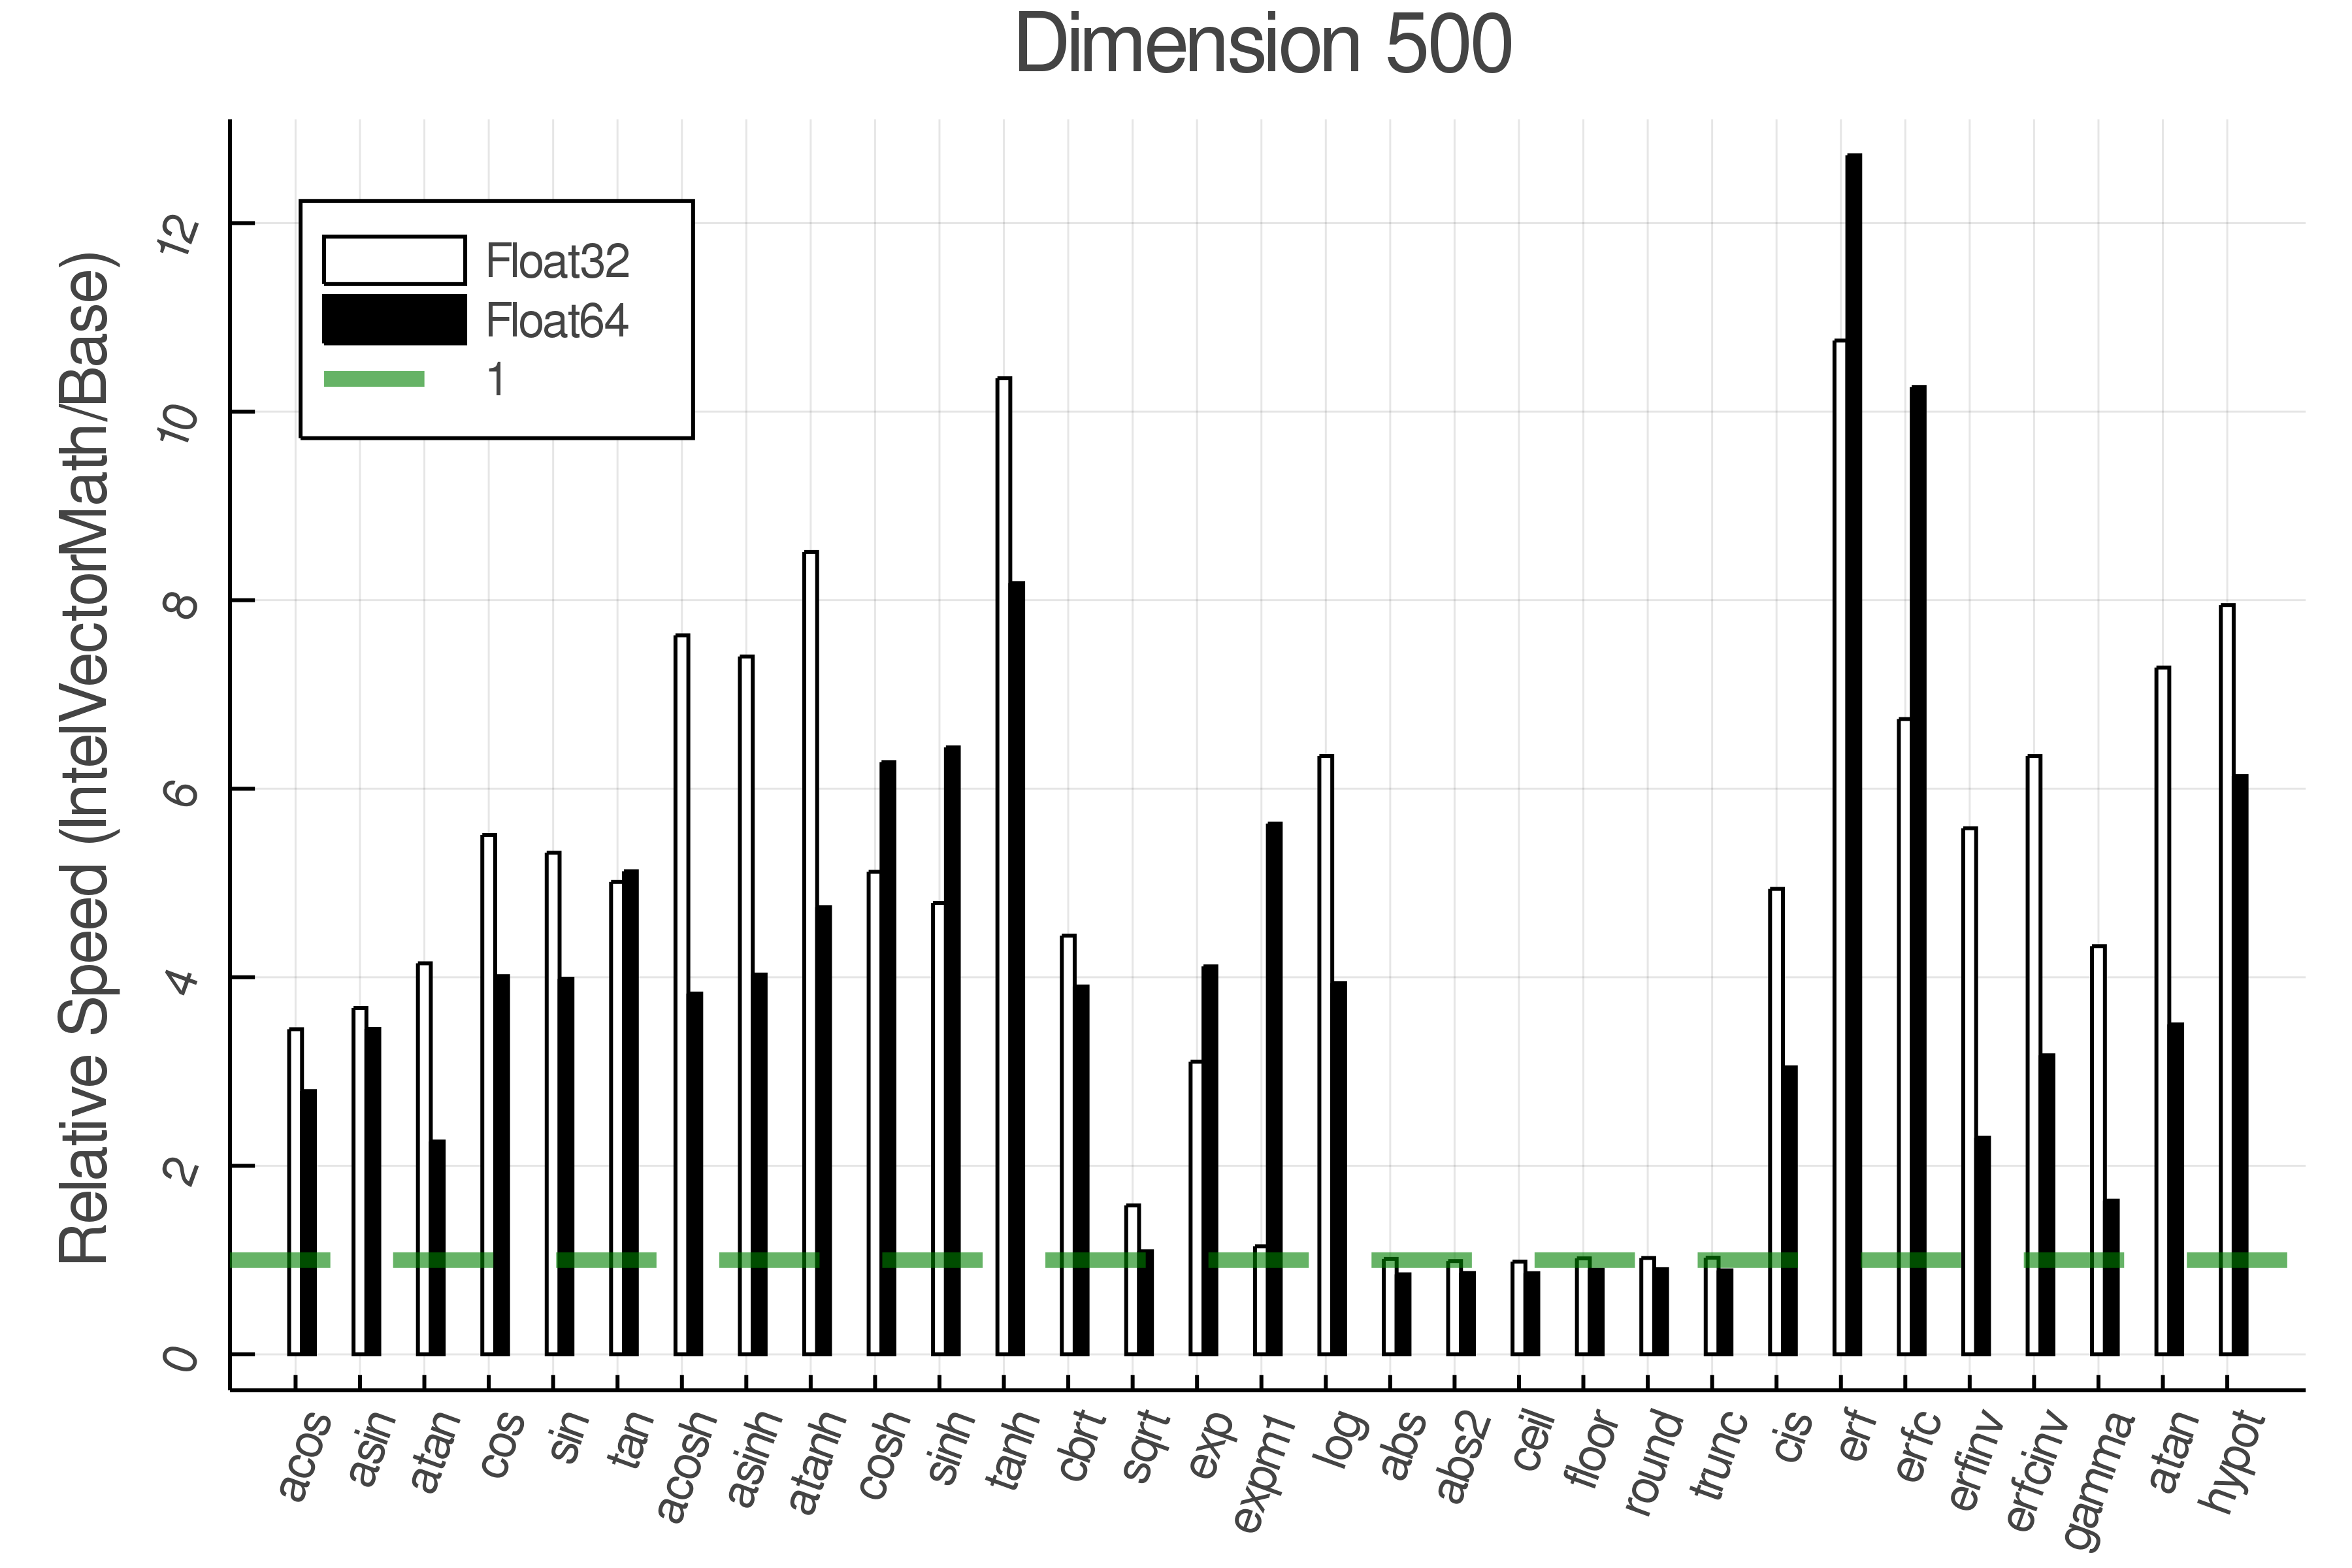 Dimension 500
Relative Speed (IntelVectorMath/Base)
12
10
8
6
4
2
0
Float32
Float64
1
acos
asin
atan
cos
sin
tan
acosh
asinh
atanh
cosh
sinh
tanh
cbrt
sqrt
exp
expm1
log
abs
abs2
ceil
floor
round
trunc
cis
erf
erfc
erfinv
erfcinv
gamma
atan
hypot